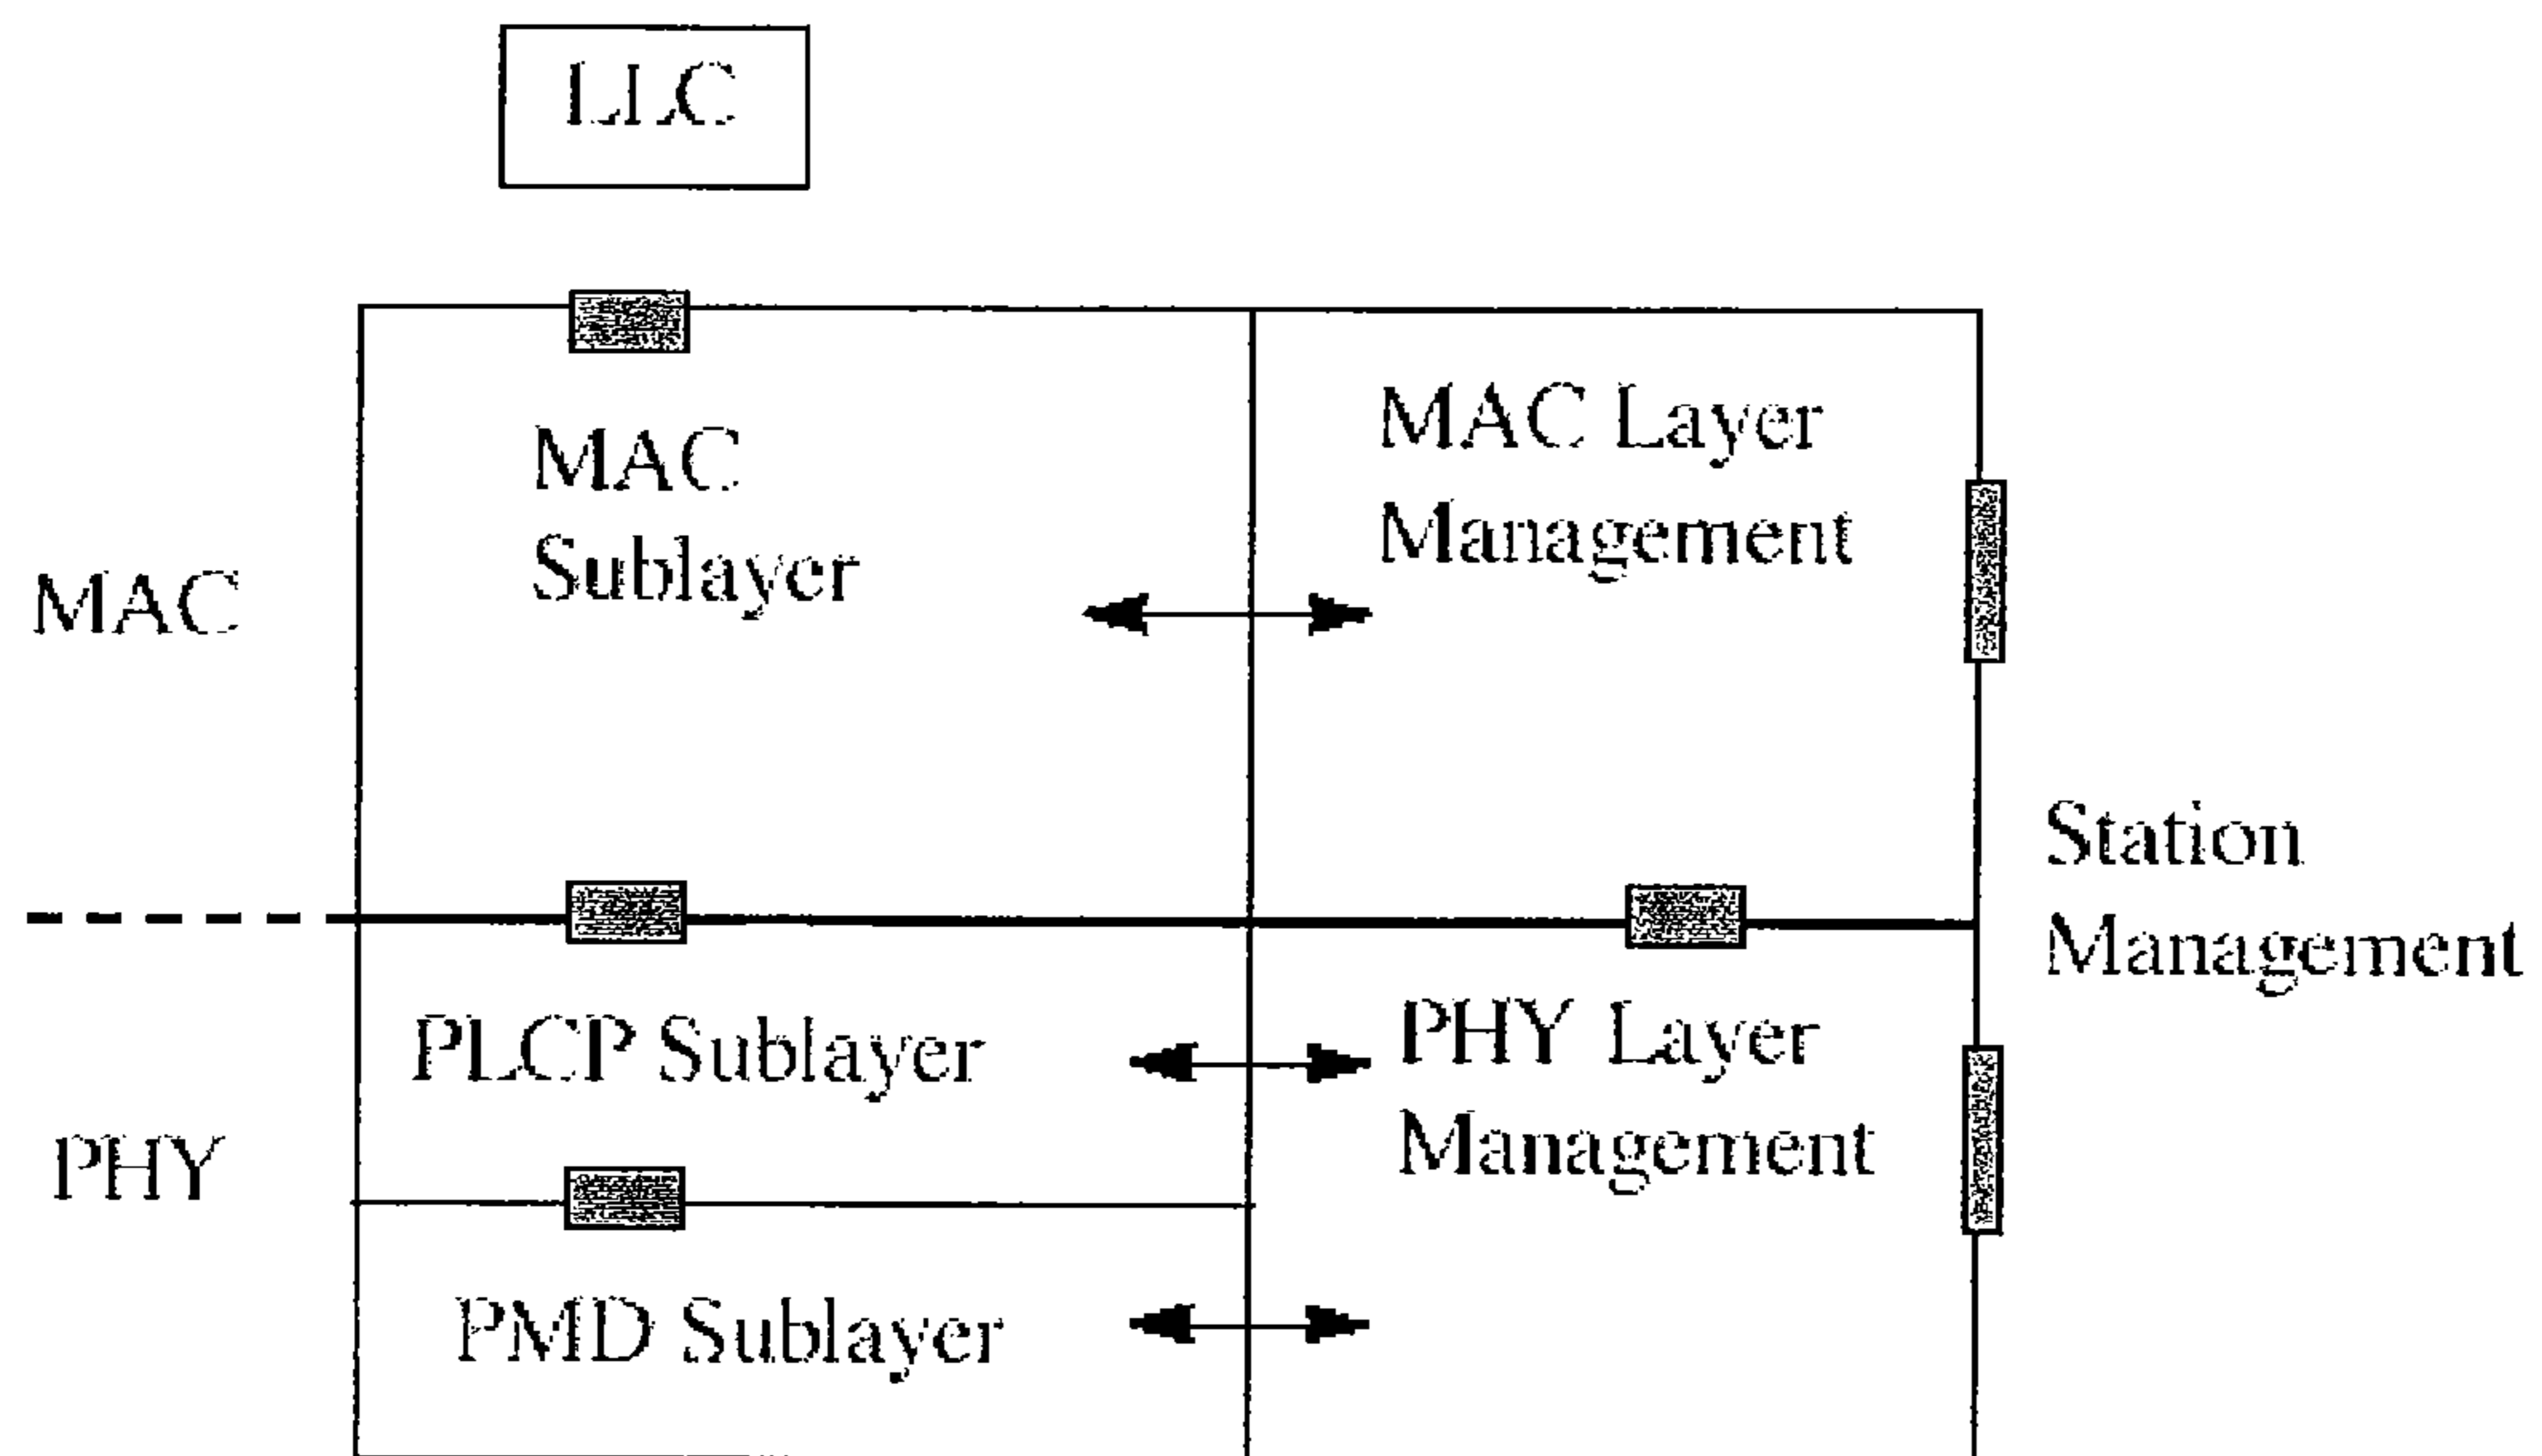 LLC
MAC
MAC
Sublayer
MAC Layer
Management
Station
Management
PHY
PLCP Sublayer
PHY Layer
Management
PMD Sublayer